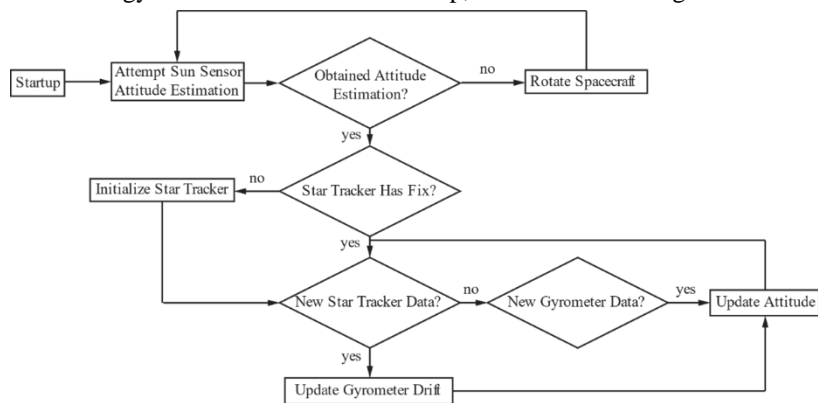 Startup
Attempt Sun Sensor
Attitude Estimation
Obtained Attitude
Estimation?
no
Rotate Spacecraft
yes
Initialize Star Tracker
no
Star Tracker Has Fix?
yes
New Star Tracker Data?
no
New Gyrometer Data?
yes
Update Attitude
yes
Update Gyrometer Drift